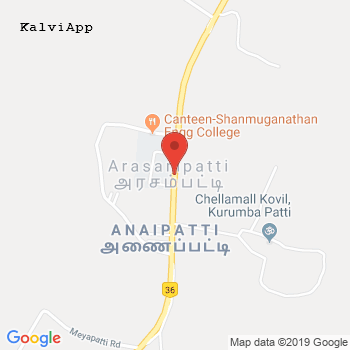 KalviApp
Canteen-Shanmuganathan
Engg College
Arasampatti
அரசம்பட்டி
Chellamall Kovil,
Kurumba Patti
ANAIPATTI
அணைப்பட்டி
36
Meyapatti Rd
Google
Map data ©2019 Google